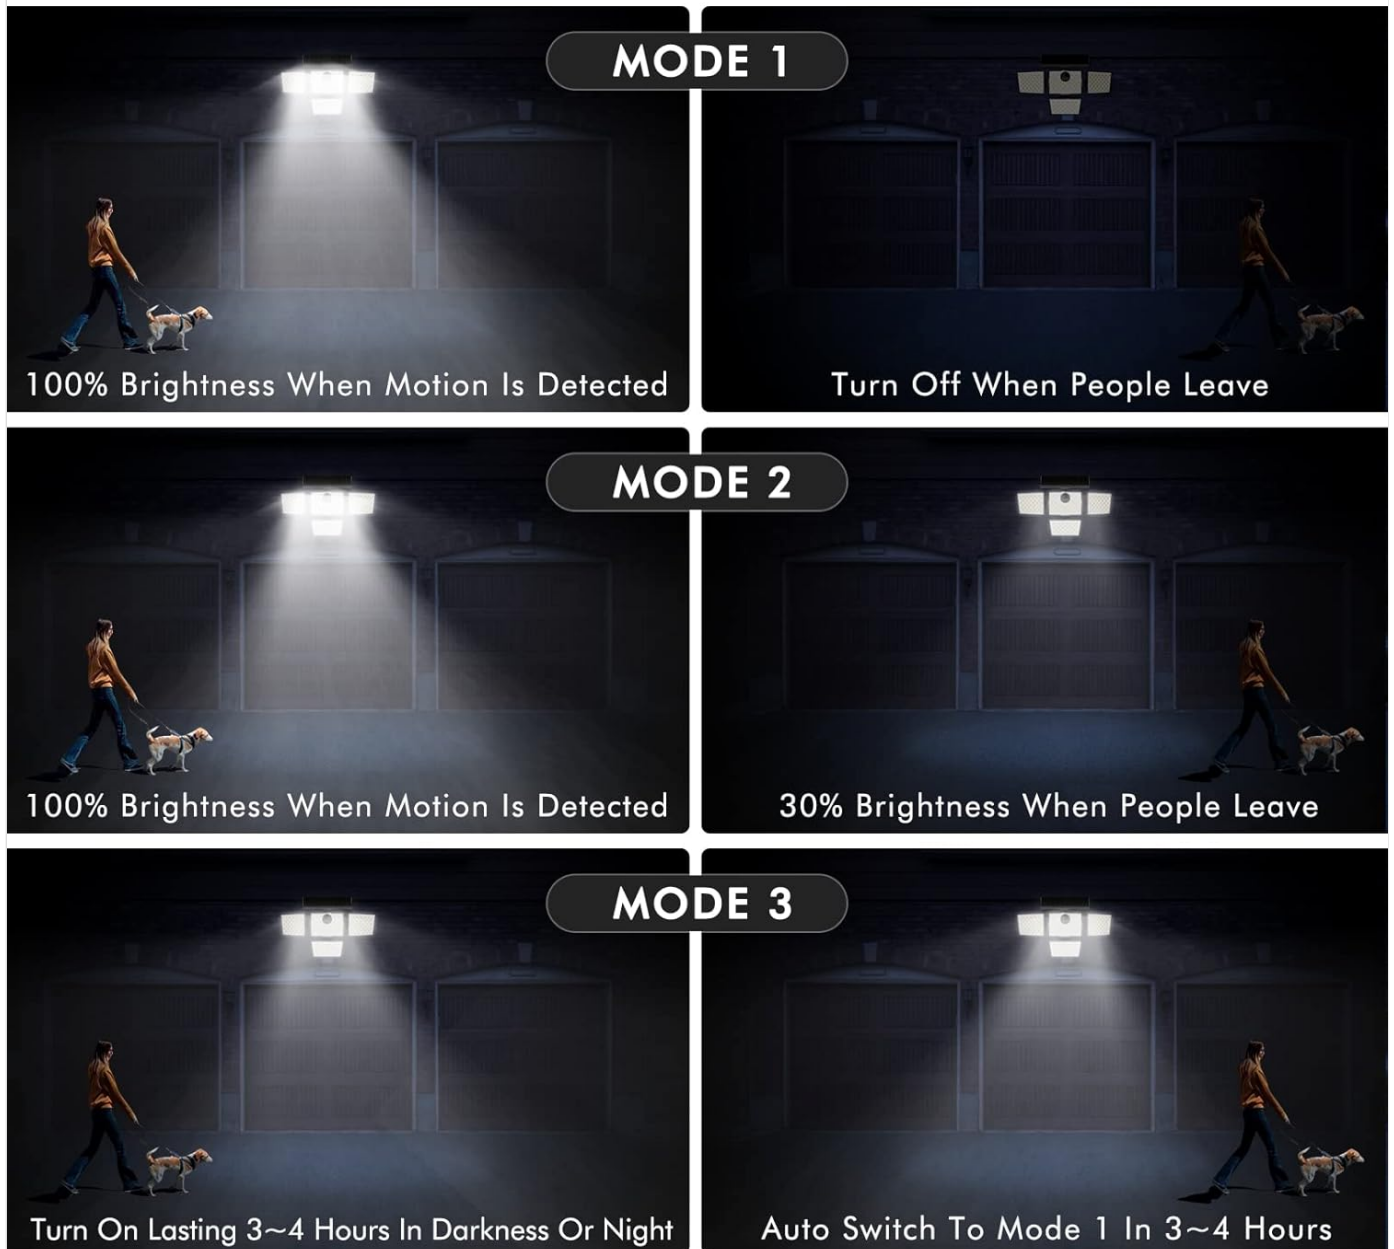 MODE 1
100% Brightness When Motion Is Detected
Turn Off When People Leave
MODE 2
100% Brightness When Motion Is Detected
30% Brightness When People Leave
MODE 3
Turn On Lasting 3~4 Hours In Darkness Or Night
Auto Switch To Mode 1 In 3~4 Hours